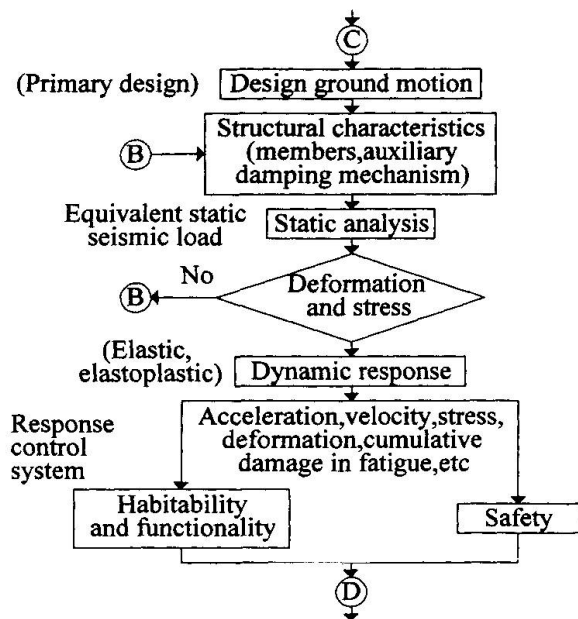 C
(Primary design)
Design ground motion
Structural characteristics
(members,auxiliary
damping mechanism)
B
Equivalent static
seismic load
Static analysis
No
B
Deformation
and stress
(Elastic,
elastoplastic)
Dynamic response
Response
control
system
Acceleration,velocity,stress,
deformation,cumulative
damage in fatigue,etc
Habitability
and functionality
Safety
D